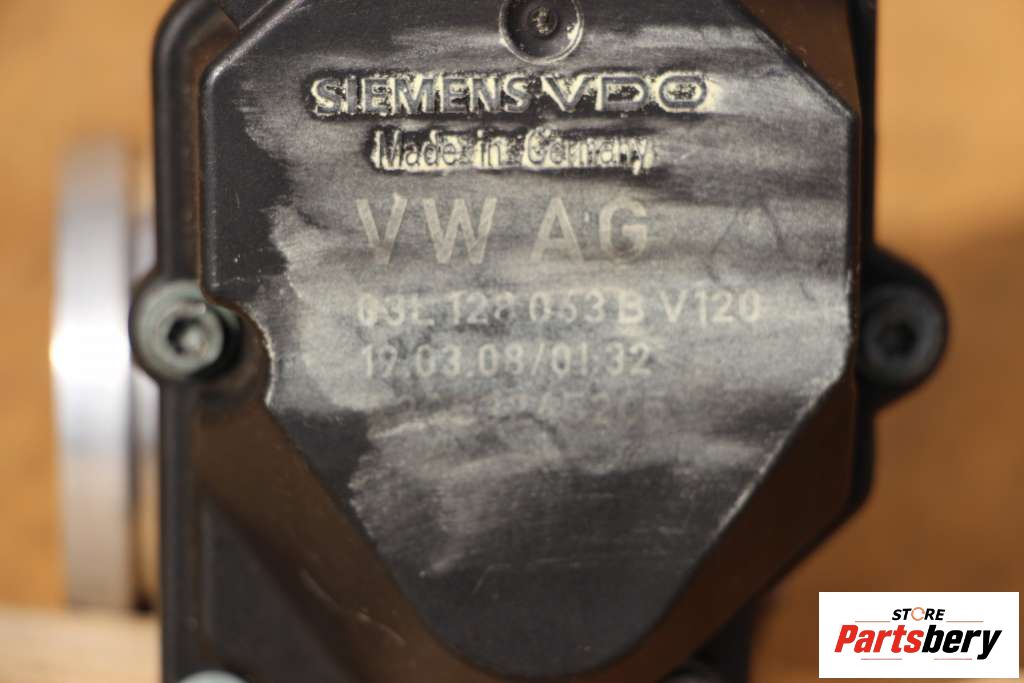 SIEMENS VDO
Made in Germany
VW AG
03L 128 063 B V120
19.03.08/01:32
STORE
Partsbery